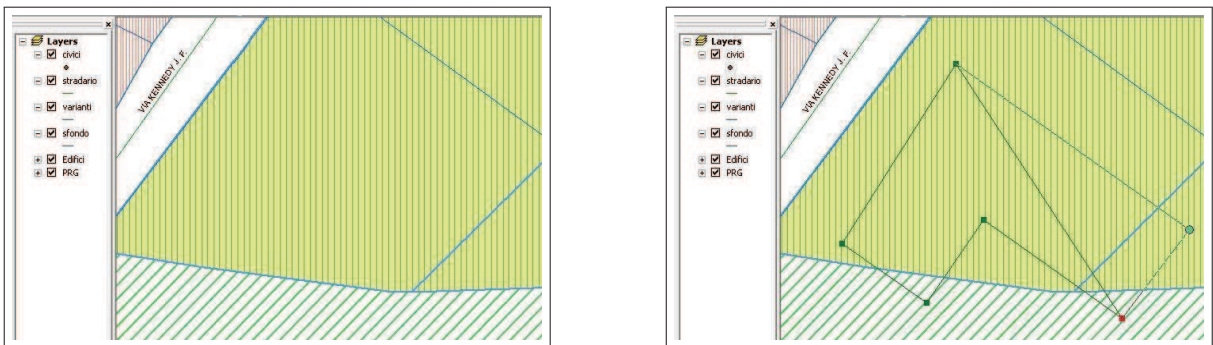 Layers
civici
stradario
varianti
sfondo
Edifici
PRG
VIA KENNEDY J. F.
Layers
civici
stradario
varianti
sfondo
Edifici
PRG
VIA KENNEDY J. F.